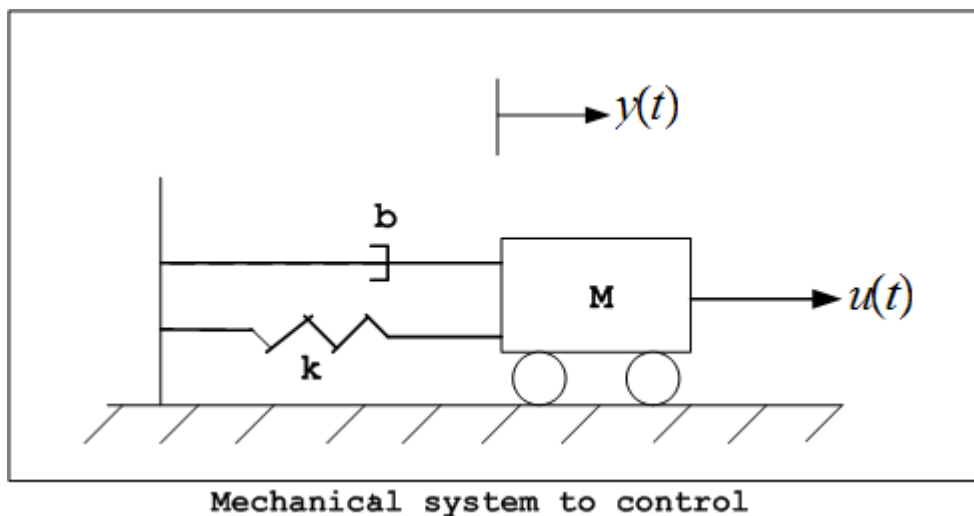 y(t)
b
M
u(t)
k
Mechanical system to control